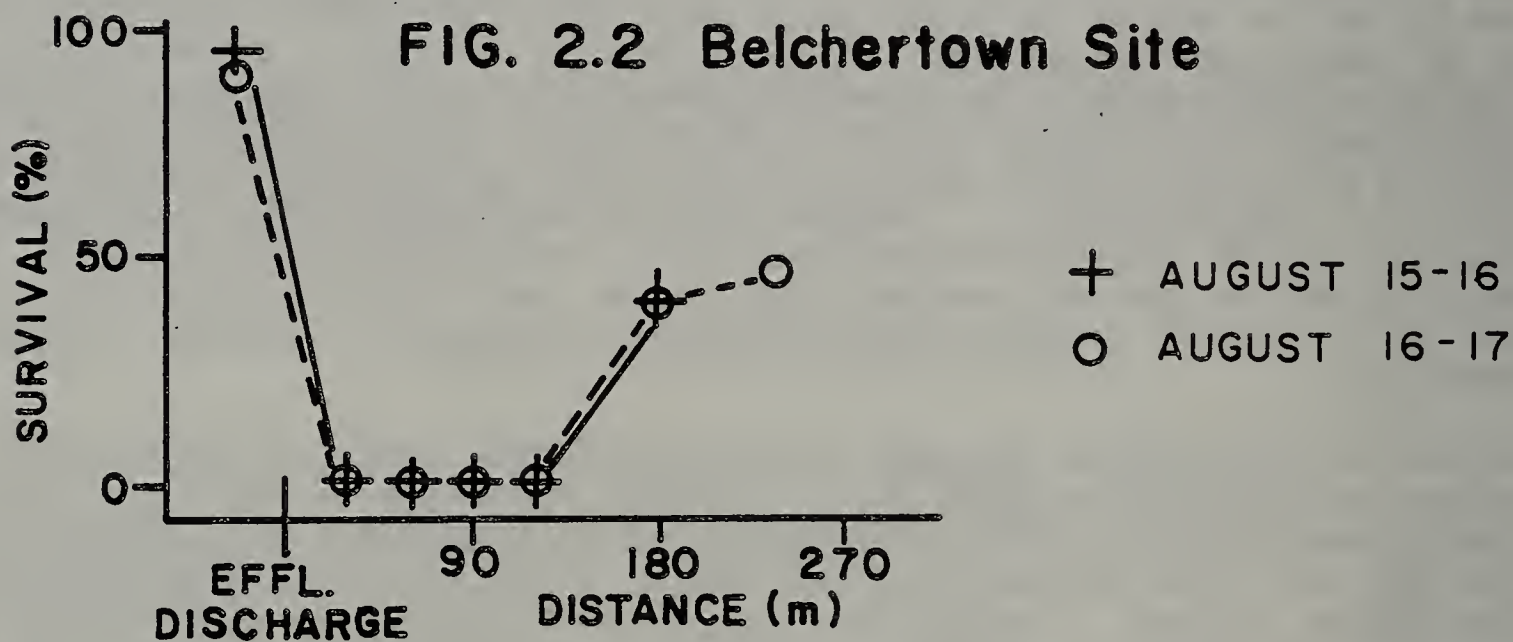 FIG. 2.2 Belchertown Site
100
50
0
SURVIVAL (%)
EFFL.
DISCHARGE
90
180
270
DISTANCE (m)
AUGUST 15-16
AUGUST 16-17